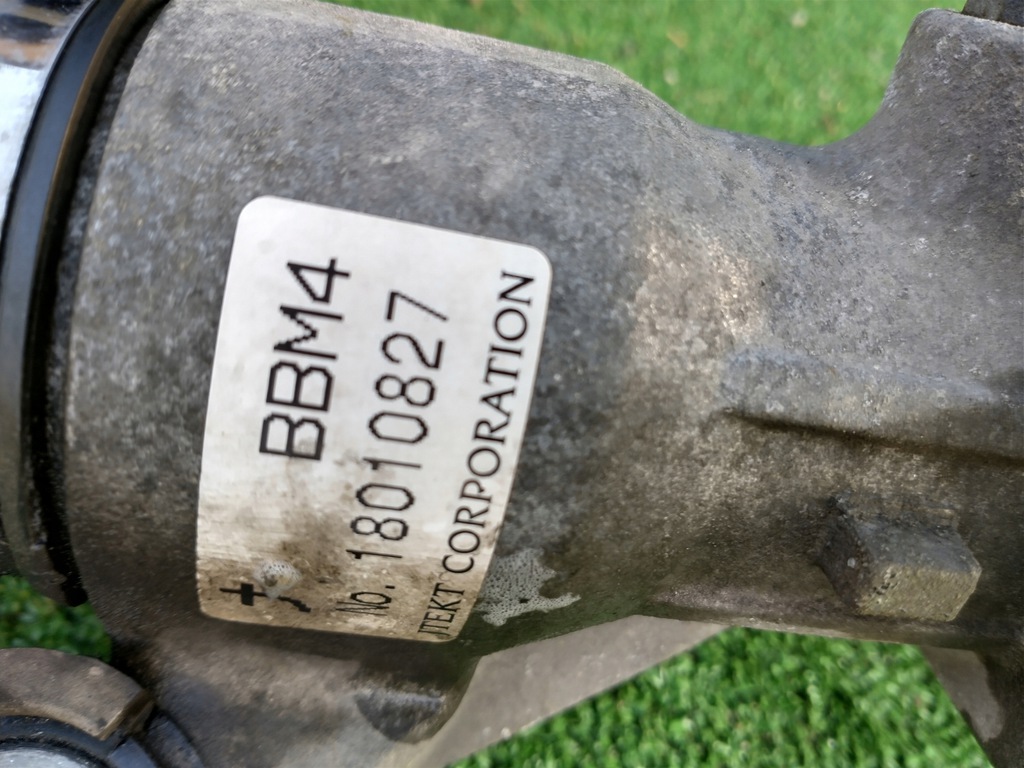 BBM4
No. 18010827
JTEKT CORPORATION